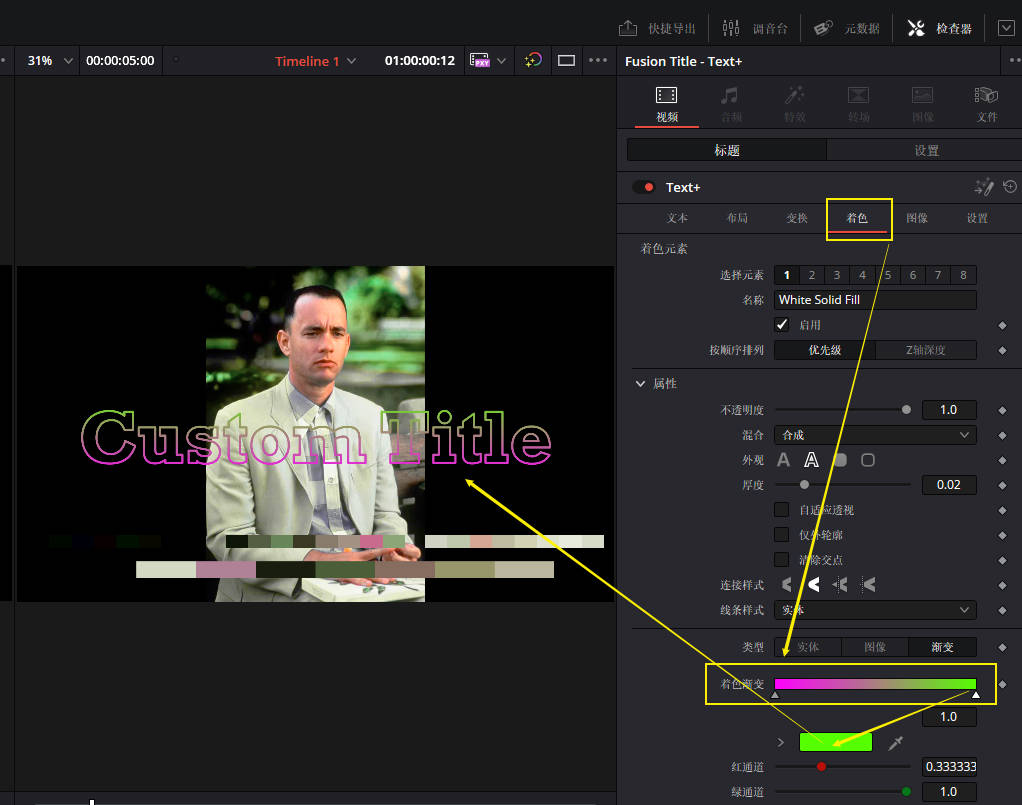 快捷导出 调音台 元数据 检查器
31% 00:00:05:00 Timeline 1 01:00:00:12 PXY
Fusion Title - Text+
视频 音频 特效 转场 图像 文件
标题 设置
Text+
文本 布局 变换 着色 图像 设置
着色元素
选择元素 1 2 3 4 5 6 7 8
名称 White Solid Fill
启用
按顺序排列 优先级 Z轴深度
属性
不透明度 1.0
混合 合成
外观
厚度 0.02
自适应透视
仅外轮廓
清除交点
连接样式
线条样式 实体
类型 实体 图像 渐变
着色渐变
1.0
红通道 0.333333
绿通道 1.0
Custom Title